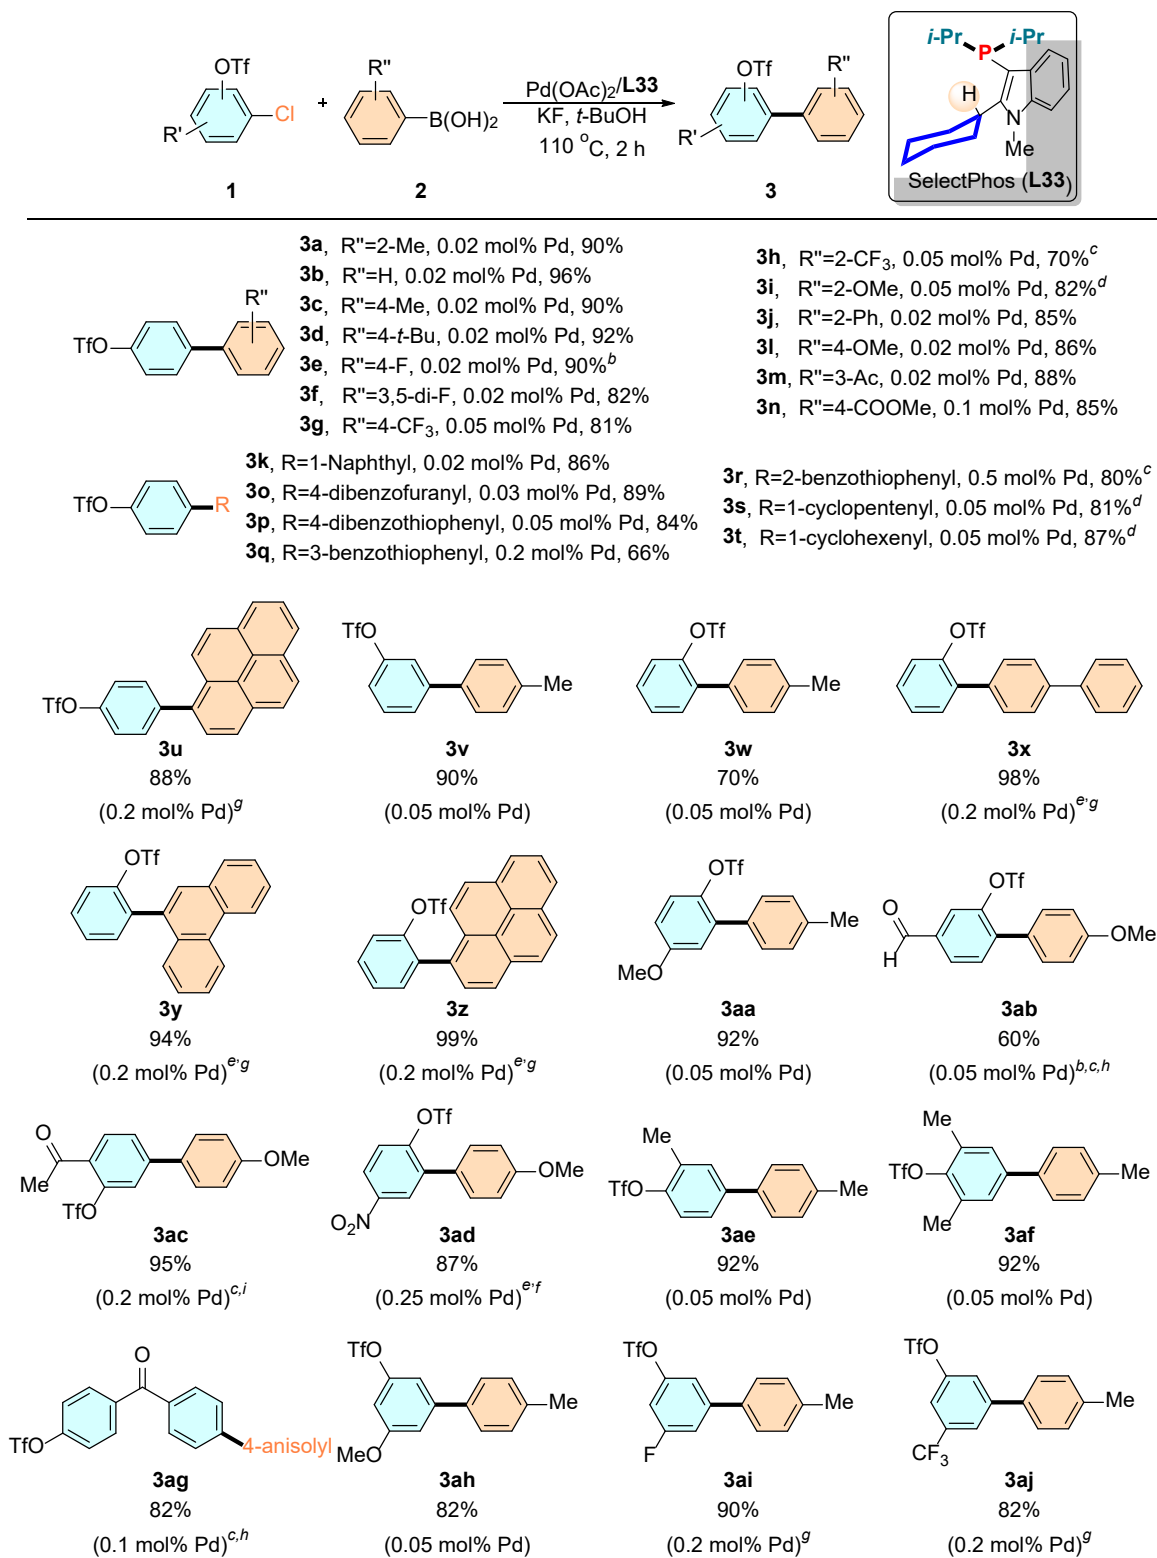 OTf
Cl
R'
1
+
R"
B(OH)2
2
Pd(OAc)2/L33
KF, t-BuOH
110 °C, 2 h
OTf
R"
R'
3
i-Pr P i-Pr
H
N
Me
SelectPhos (L33)
TfO
R"
3a, R"=2-Me, 0.02 mol% Pd, 90%
3b, R"=H, 0.02 mol% Pd, 96%
3c, R"=4-Me, 0.02 mol% Pd, 90%
3d, R"=4-t-Bu, 0.02 mol% Pd, 92%
3e, R"=4-F, 0.02 mol% Pd, 90%b
3f, R"=3,5-di-F, 0.02 mol% Pd, 82%
3g, R"=4-CF3, 0.05 mol% Pd, 81%
3h, R"=2-CF3, 0.05 mol% Pd, 70%c
3i, R"=2-OMe, 0.05 mol% Pd, 82%d
3j, R"=2-Ph, 0.02 mol% Pd, 85%
3l, R"=4-OMe, 0.02 mol% Pd, 86%
3m, R"=3-Ac, 0.02 mol% Pd, 88%
3n, R"=4-COOMe, 0.1 mol% Pd, 85%
TfO
R
3k, R=1-Naphthyl, 0.02 mol% Pd, 86%
3o, R=4-dibenzofuranyl, 0.03 mol% Pd, 89%
3p, R=4-dibenzothiophenyl, 0.05 mol% Pd, 84%
3q, R=3-benzothiophenyl, 0.2 mol% Pd, 66%
3r, R=2-benzothiophenyl, 0.5 mol% Pd, 80%c
3s, R=1-cyclopentenyl, 0.05 mol% Pd, 81%d
3t, R=1-cyclohexenyl, 0.05 mol% Pd, 87%d
TfO
3u
88%
(0.2 mol% Pd)g
TfO
Me
3v
90%
(0.05 mol% Pd)
OTf
Me
3w
70%
(0.05 mol% Pd)
OTf
3x
98%
(0.2 mol% Pd)e,g
OTf
3y
94%
(0.2 mol% Pd)e,g
OTf
3z
99%
(0.2 mol% Pd)e,g
OTf
Me
MeO
3aa
92%
(0.05 mol% Pd)
OTf
O
H
OMe
3ab
60%
(0.05 mol% Pd)b,c,h
O
Me
TfO
OMe
3ac
95%
(0.2 mol% Pd)c,i
OTf
OMe
O2N
3ad
87%
(0.25 mol% Pd)e,f
Me
TfO
Me
3ae
92%
(0.05 mol% Pd)
Me
TfO
Me
Me
3af
92%
(0.05 mol% Pd)
O
TfO
4-anisolyl
3ag
82%
(0.1 mol% Pd)c,h
TfO
Me
MeO
3ah
82%
(0.05 mol% Pd)
TfO
Me
F
3ai
90%
(0.2 mol% Pd)g
TfO
Me
CF3
3aj
82%
(0.2 mol% Pd)g